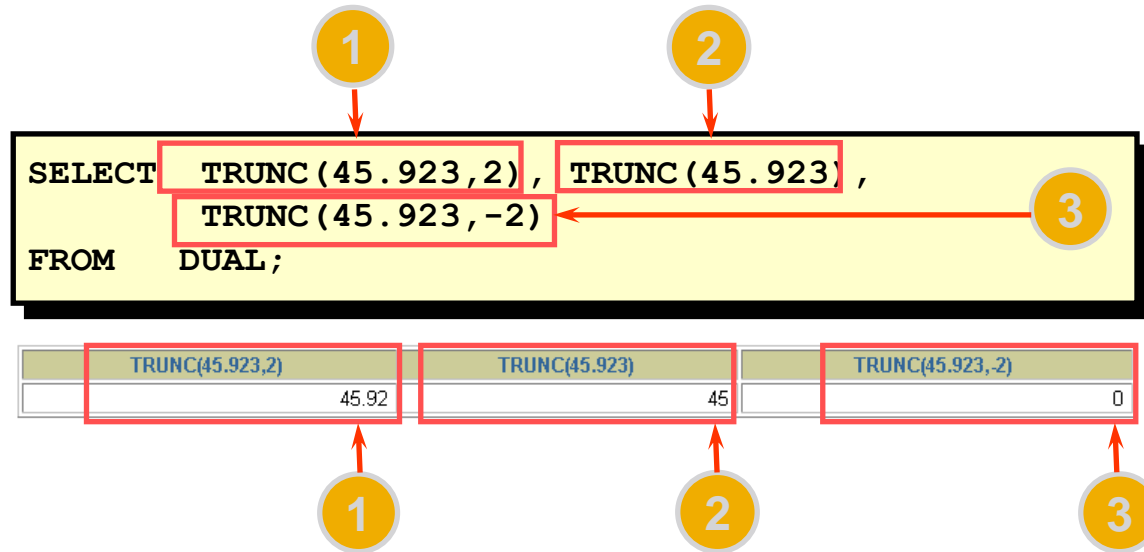 1 2
SELECT TRUNC(45.923,2), TRUNC(45.923),
TRUNC(45.923,-2)
3
FROM DUAL;
TRUNC(45.923,2) TRUNC(45.923) TRUNC(45.923,-2)
45.92 45 0
1 2 3